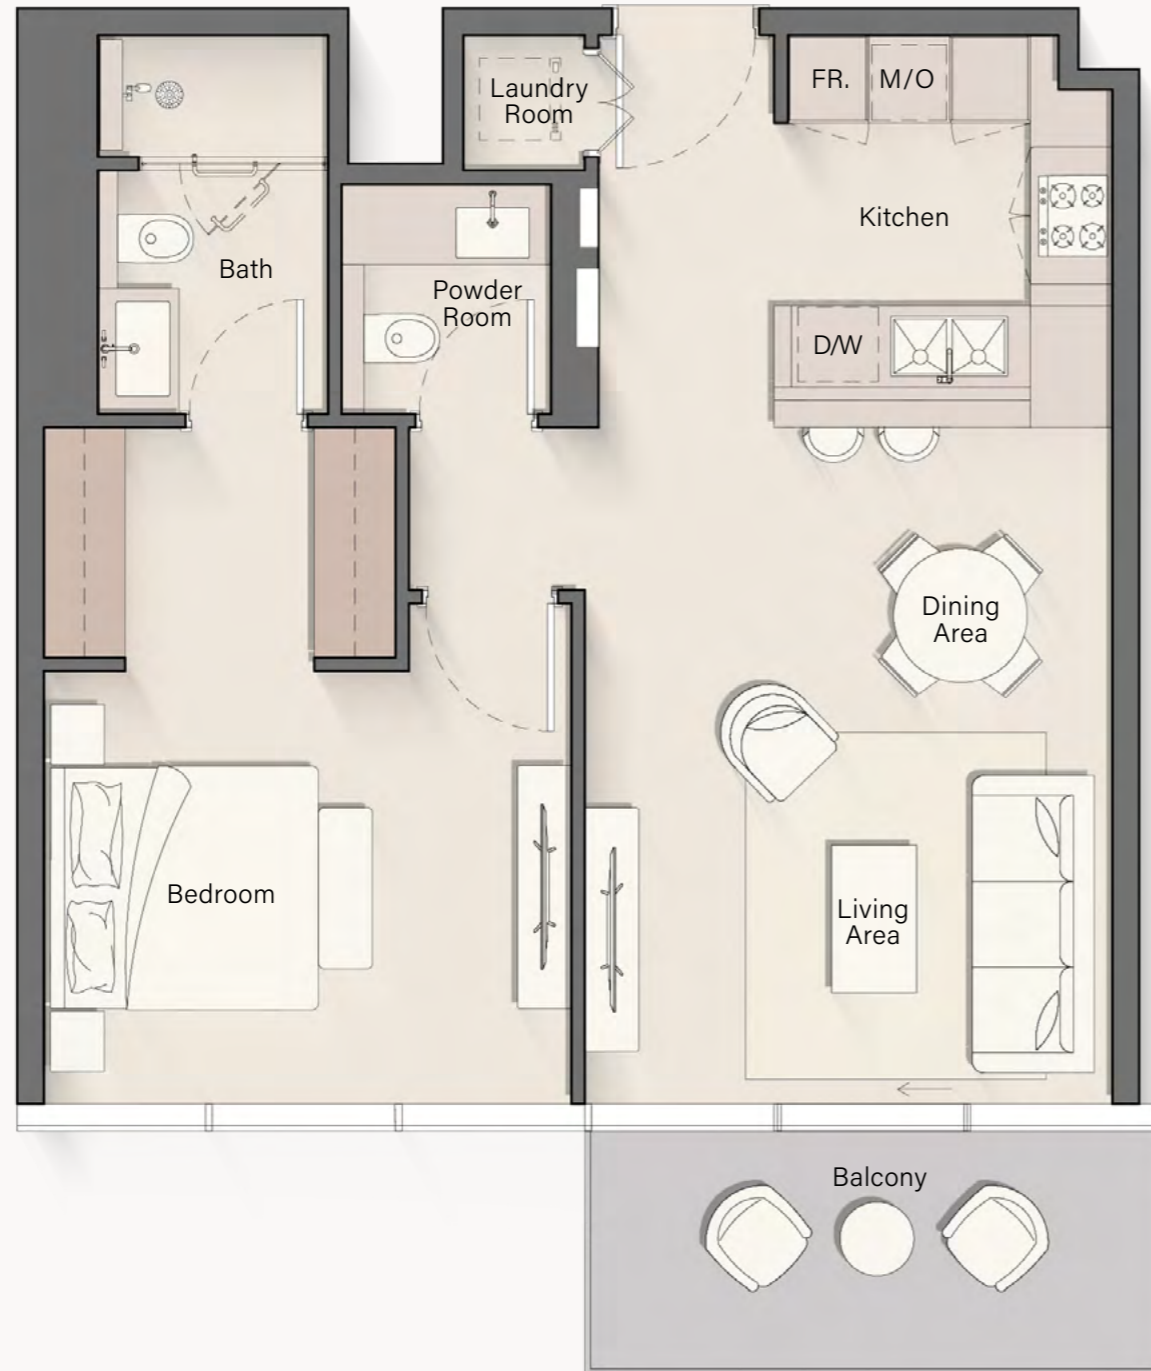 Laundry
Room
FR.
M/O
Kitchen
Bath
Powder
Room
D/W
Dining
Area
Bedroom
Living
Area
Balcony